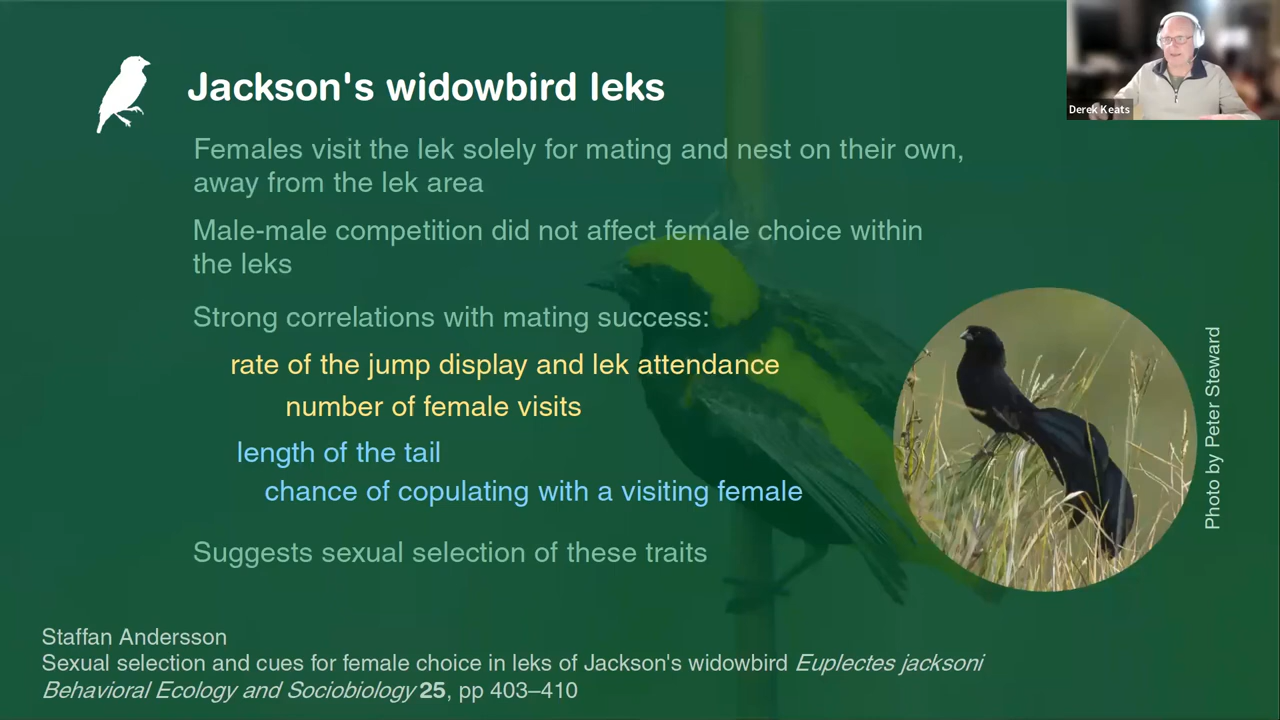 Jackson's widowbird leks
Derek Keats
Females visit the lek solely for mating and nest on their own,
away from the lek area
Male-male competition did not affect female choice within
the leks
Strong correlations with mating success:
rate of the jump display and lek attendance
number of female visits
length of the tail
chance of copulating with a visiting female
Suggests sexual selection of these traits
Photo by Peter Steward
Staffan Andersson
Sexual selection and cues for female choice in leks of Jackson's widowbird Euplectes jacksoni
Behavioral Ecology and Sociobiology 25, pp 403–410